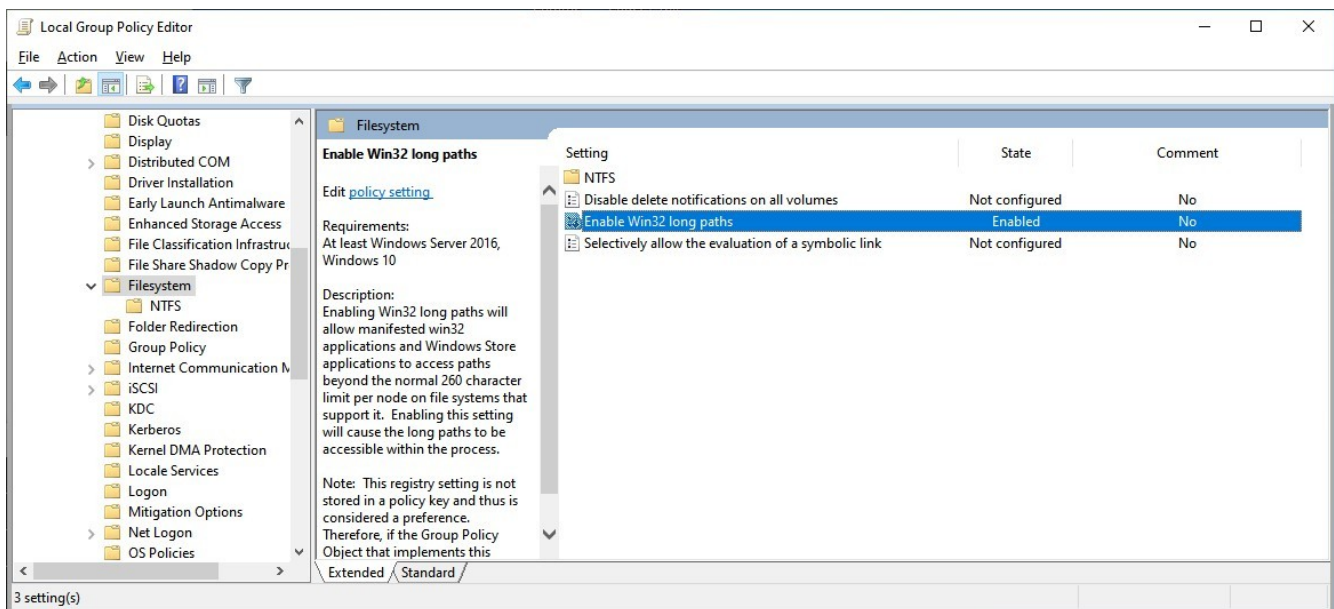 Local Group Policy Editor
File Action View Help
Disk Quotas
Display
Distributed COM
Driver Installation
Early Launch Antimalware
Enhanced Storage Access
File Classification Infrastruc
File Share Shadow Copy Pr
Filesystem
NTFS
Folder Redirection
Group Policy
Internet Communication M
iSCSI
KDC
Kerberos
Kernel DMA Protection
Locale Services
Logon
Mitigation Options
Net Logon
OS Policies
Filesystem
Enable Win32 long paths
Edit policy setting
Requirements:
At least Windows Server 2016,
Windows 10
Description:
Enabling Win32 long paths will
allow manifested win32
applications and Windows Store
applications to access paths
beyond the normal 260 character
limit per node on file systems that
support it. Enabling this setting
will cause the long paths to be
accessible within the process.
Note: This registry setting is not
stored in a policy key and thus is
considered a preference.
Therefore, if the Group Policy
Object that implements this
Setting State Comment
NTFS
Disable delete notifications on all volumes Not configured No
Enable Win32 long paths Enabled No
Selectively allow the evaluation of a symbolic link Not configured No
Extended Standard
3 setting(s)